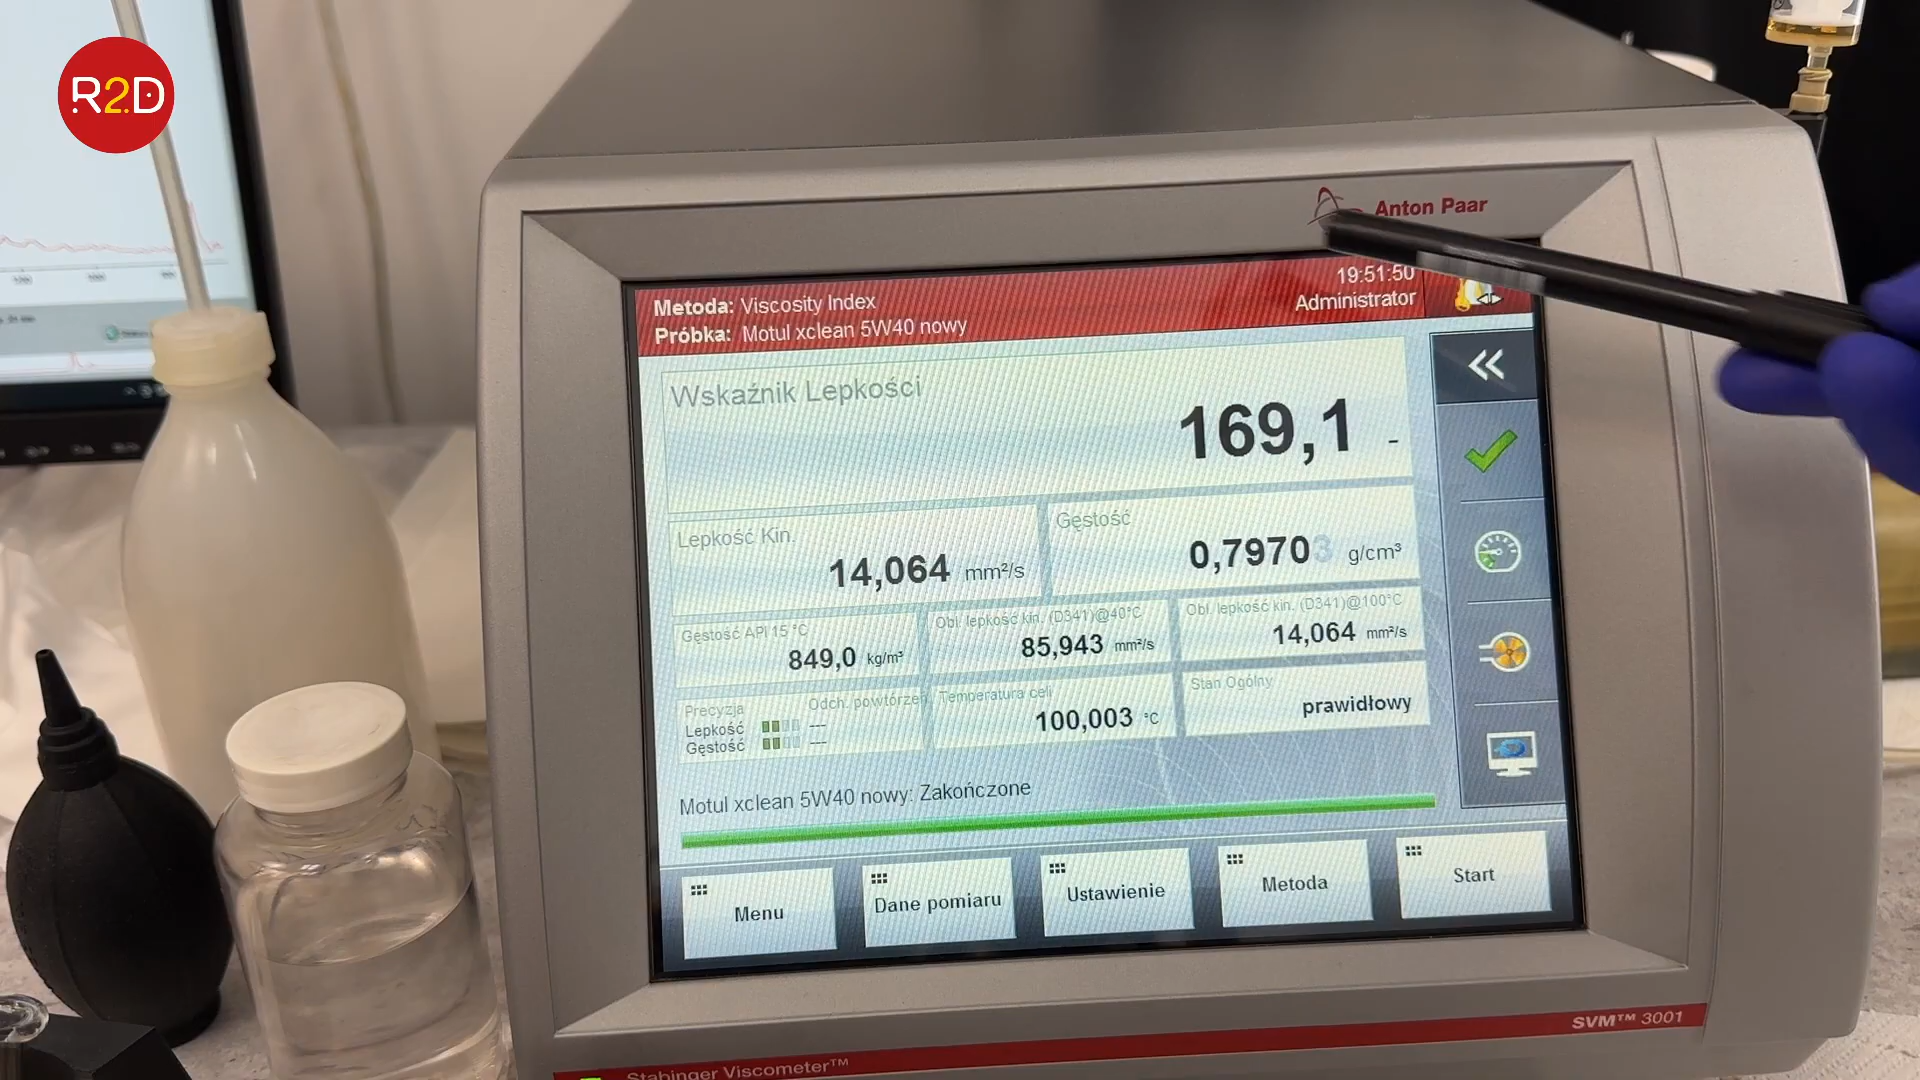 R2D
Anton Paar
19:51:50
Metoda: Viscosity Index
Administrator
Próbka: Motul xclean 5W40 nowy
Wskaźnik Lepkości
169,1 -
Lepkość Kin.
14,064 mm²/s
Gęstość
0,79703 g/cm³
Gęstość API 15 °C
849,0 kg/m³
Obl. lepkość kin. (D341)@40°C
85,943 mm²/s
Obl. lepkość kin. (D341)@100°C
14,064 mm²/s
Precyzja
Odch. powtórzeń
Lepkość ---
Gęstość ---
Temperatura celi
100,003 °C
Stan Ogólny
prawidłowy
Motul xclean 5W40 nowy: Zakończone
Menu
Dane pomiaru
Ustawienie
Metoda
Start
SVM™ 3001
Stabinger Viscometer™